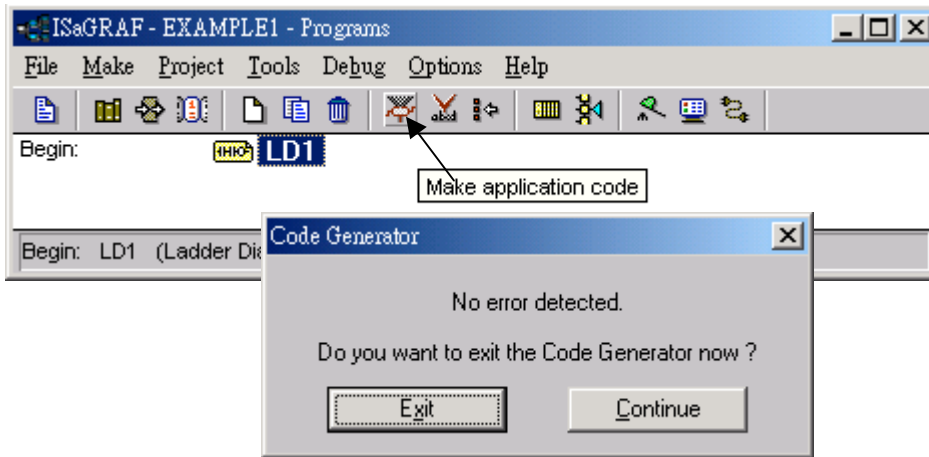 ISaGRAF - EXAMPLE1 - Programs
File Make Project Tools Debug Options Help
Begin: LD1
Make application code
Begin: LD1 (Ladder Dia
Code Generator
No error detected.
Do you want to exit the Code Generator now ?
Exit Continue